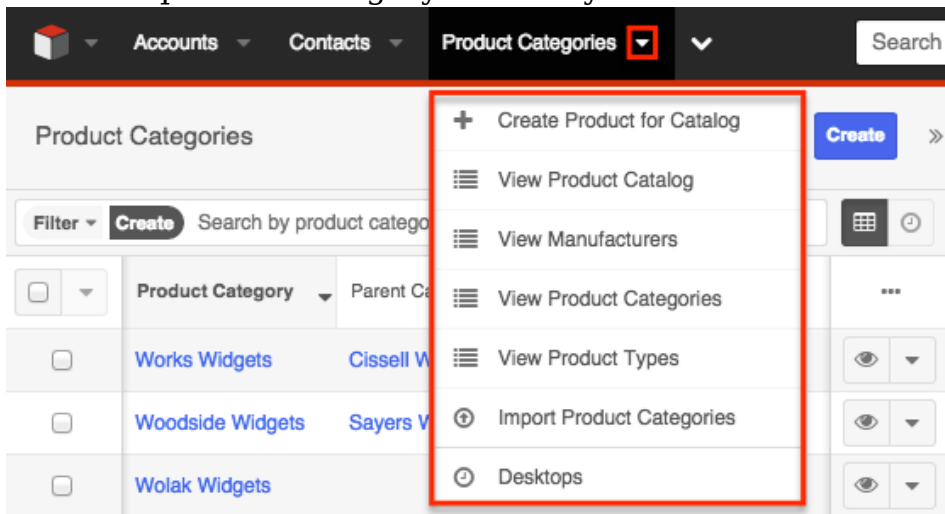 Accounts Contacts Product Categories Search
Product Categories
Create Product for Catalog
Create
View Product Catalog
Filter Create Search by product catego
View Manufacturers
Product Category Parent Ca
View Product Categories
Works Widgets Cissell W
View Product Types
Woodside Widgets Sayers W
Import Product Categories
Wolak Widgets
Desktops